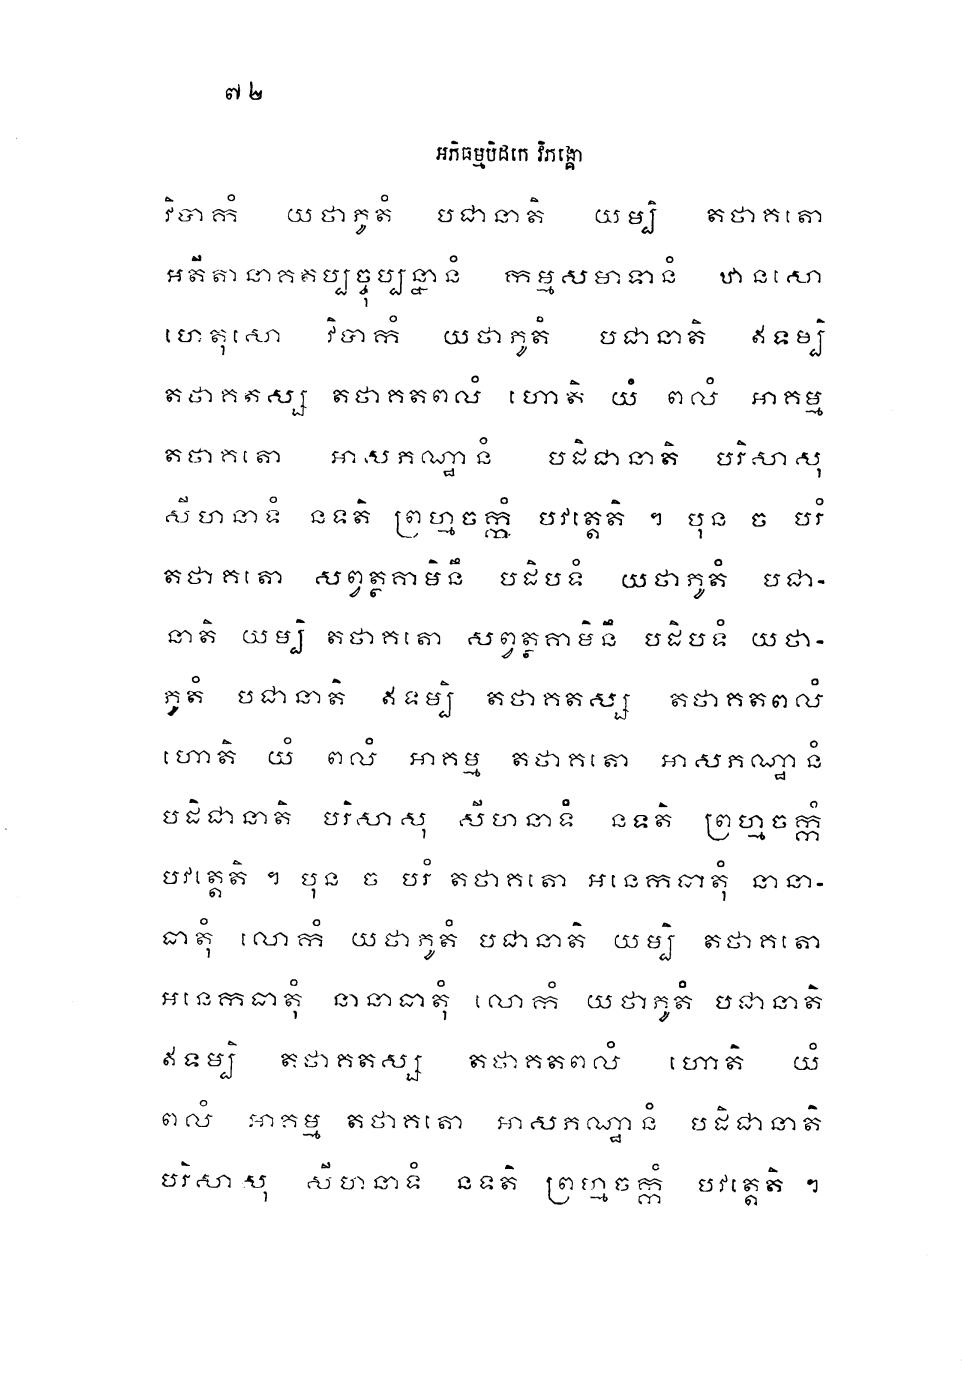 ៧២
អភិធម្មបិដកេ វិភង្គោ
វិបាកំ យថាភូតំ បជានាតិ យម្បិ តថាគតោ
អតីតានាគតប្បច្ចុប្បន្នានំ កម្មសមាទានំ ឋានសោ
ហេតុសោ វិបាកំ យថាភូតំ បជានាតិ ឥទម្បិ
តថាគតស្ស តថាគតពលំ ហោតិ យំ ពលំ អាគម្ម
តថាគតោ អាសភណ្ឋានំ បដិជានាតិ បរិសាសុ
សីហនាទំ នទតិ ព្រហ្មចក្កំ បវត្តេតិ ។ បុន ច បរំ
តថាគតោ សព្វត្ថគាមិនឹ បដិបទំ យថាភូតំ បជា-
នាតិ យម្បិ តថាគតោ សព្វត្ថគាមិនឹ បដិបទំ យថា-
ភូតំ បជានាតិ ឥទម្បិ តថាគតស្ស តថាគតពលំ
ហោតិ យំ ពលំ អាគម្ម តថាគតោ អាសភណ្ឋានំ
បដិជានាតិ បរិសាសុ សីហនាទំ នទតិ ព្រហ្មចក្កំ
បវត្តេតិ ។ បុន ច បរំ តថាគតោ អនេកធាតុំ នានា-
ធាតុំ លោកំ យថាភូតំ បជានាតិ យម្បិ តថាគតោ
អនេកធាតុំ នានាធាតុំ លោកំ យថាភូតំ បជានាតិ
ឥទម្បិ តថាគតស្ស តថាគតពលំ ហោតិ យំ
ពលំ អាគម្ម តថាគតោ អាសភណ្ឋានំ បដិជានាតិ
បរិសាសុ សីហនាទំ នទតិ ព្រហ្មចក្កំ បវត្តេតិ ។